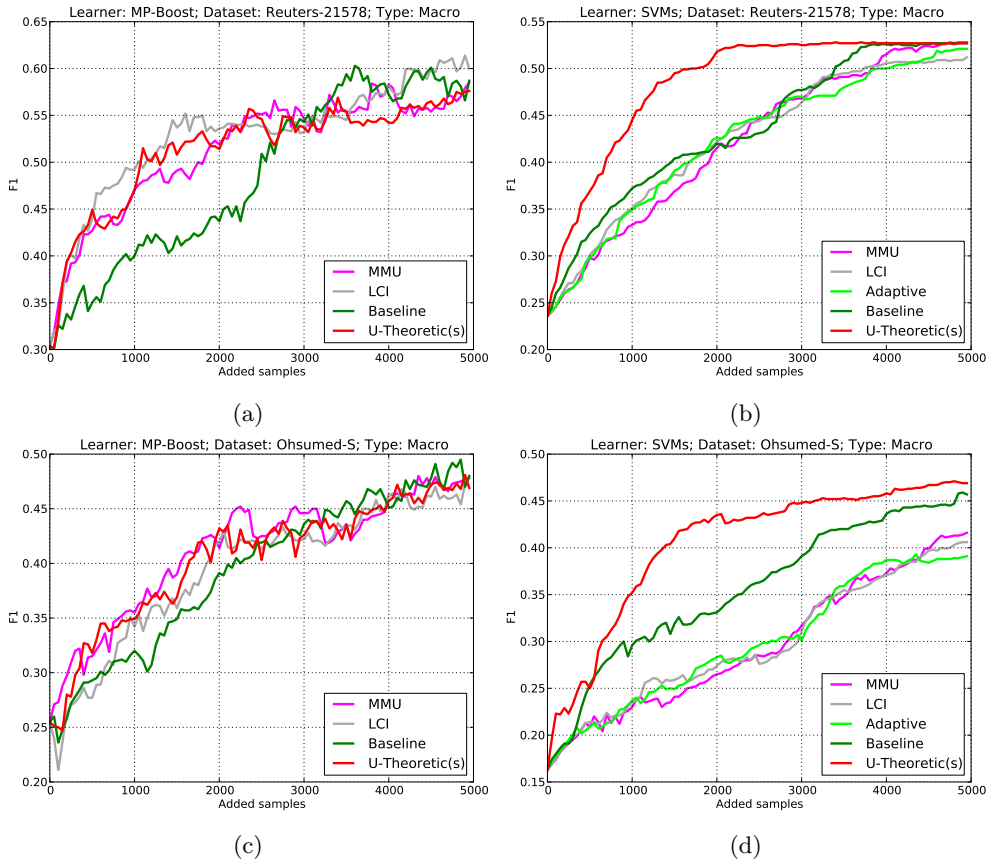 Learner: MP-Boost; Dataset: Reuters-21578; Type: Macro
0.65
0.60
0.55
0.50
0.45
0.40
0.35
0.30
F1
0 1000 2000 3000 4000 5000
Added samples
MMU
LCI
Baseline
U-Theoretic(s)
(a)
Learner: SVMs; Dataset: Reuters-21578; Type: Macro
0.55
0.50
0.45
0.40
0.35
0.30
0.25
0.20
F1
0 1000 2000 3000 4000 5000
Added samples
MMU
LCI
Adaptive
Baseline
U-Theoretic(s)
(b)
Learner: MP-Boost; Dataset: Ohsumed-S; Type: Macro
0.50
0.45
0.40
0.35
0.30
0.25
0.20
F1
0 1000 2000 3000 4000 5000
Added samples
MMU
LCI
Baseline
U-Theoretic(s)
(c)
Learner: SVMs; Dataset: Ohsumed-S; Type: Macro
0.50
0.45
0.40
0.35
0.30
0.25
0.20
0.15
F1
0 1000 2000 3000 4000 5000
Added samples
MMU
LCI
Adaptive
Baseline
U-Theoretic(s)
(d)